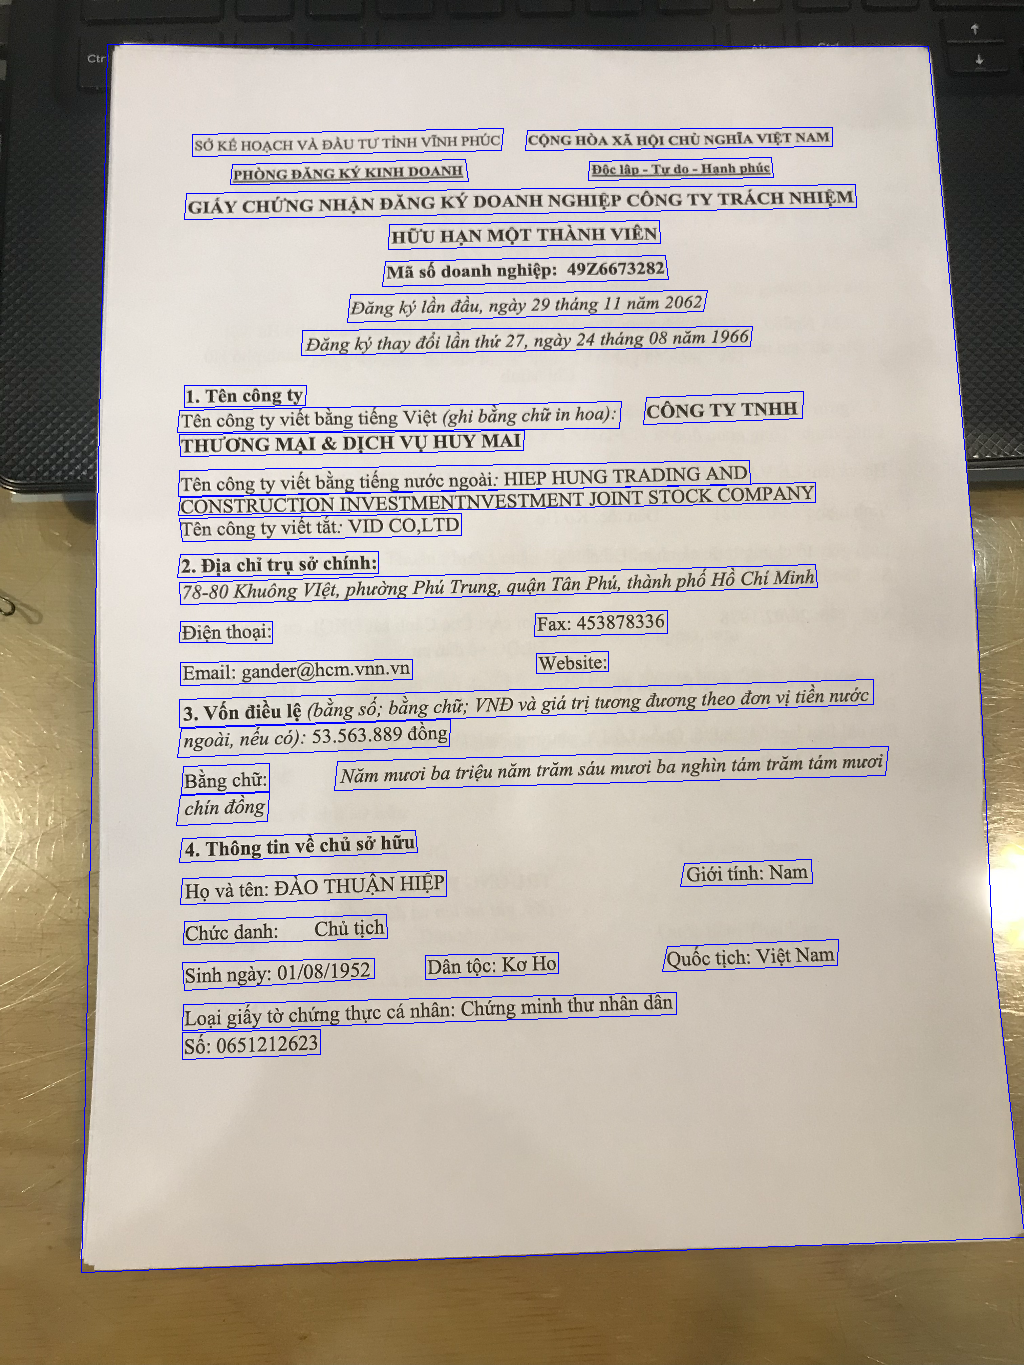 Ctrl
SỞ KẾ HOẠCH VÀ ĐẦU TƯ TỈNH VĨNH PHÚC
CỘNG HÒA XÃ HỘI CHỦ NGHĨA VIỆT NAM
PHÒNG ĐĂNG KÝ KINH DOANH
Độc lập - Tự do - Hạnh phúc
GIẤY CHỨNG NHẬN ĐĂNG KÝ DOANH NGHIỆP CÔNG TY TRÁCH NHIỆM
HỮU HẠN MỘT THÀNH VIÊN
Mã số doanh nghiệp: 49Z6673282
Đăng ký lần đầu, ngày 29 tháng 11 năm 2062
Đăng ký thay đổi lần thứ 27, ngày 24 tháng 08 năm 1966
1. Tên công ty
Tên công ty viết bằng tiếng Việt (ghi bằng chữ in hoa): CÔNG TY TNHH
THƯƠNG MẠI & DỊCH VỤ HUY MAI
Tên công ty viết bằng tiếng nước ngoài: HIEP HUNG TRADING AND
CONSTRUCTION INVESTMENTNVESTMENT JOINT STOCK COMPANY
Tên công ty viết tắt: VID CO,LTD
2. Địa chỉ trụ sở chính:
78-80 Khuông VIệt, phường Phú Trung, quận Tân Phú, thành phố Hồ Chí Minh
Điện thoại: Fax: 453878336
Email: gander@hcm.vnn.vn Website:
3. Vốn điều lệ (bằng số; bằng chữ; VNĐ và giá trị tương đương theo đơn vị tiền nước
ngoài, nếu có): 53.563.889 đồng
Bằng chữ: Năm mươi ba triệu năm trăm sáu mươi ba nghìn tám trăm tám mươi
chín đồng
4. Thông tin về chủ sở hữu
Họ và tên: ĐÀO THUẬN HIỆP Giới tính: Nam
Chức danh: Chủ tịch
Sinh ngày: 01/08/1952 Dân tộc: Kơ Ho Quốc tịch: Việt Nam
Loại giấy tờ chứng thực cá nhân: Chứng minh thư nhân dân
Số: 0651212623